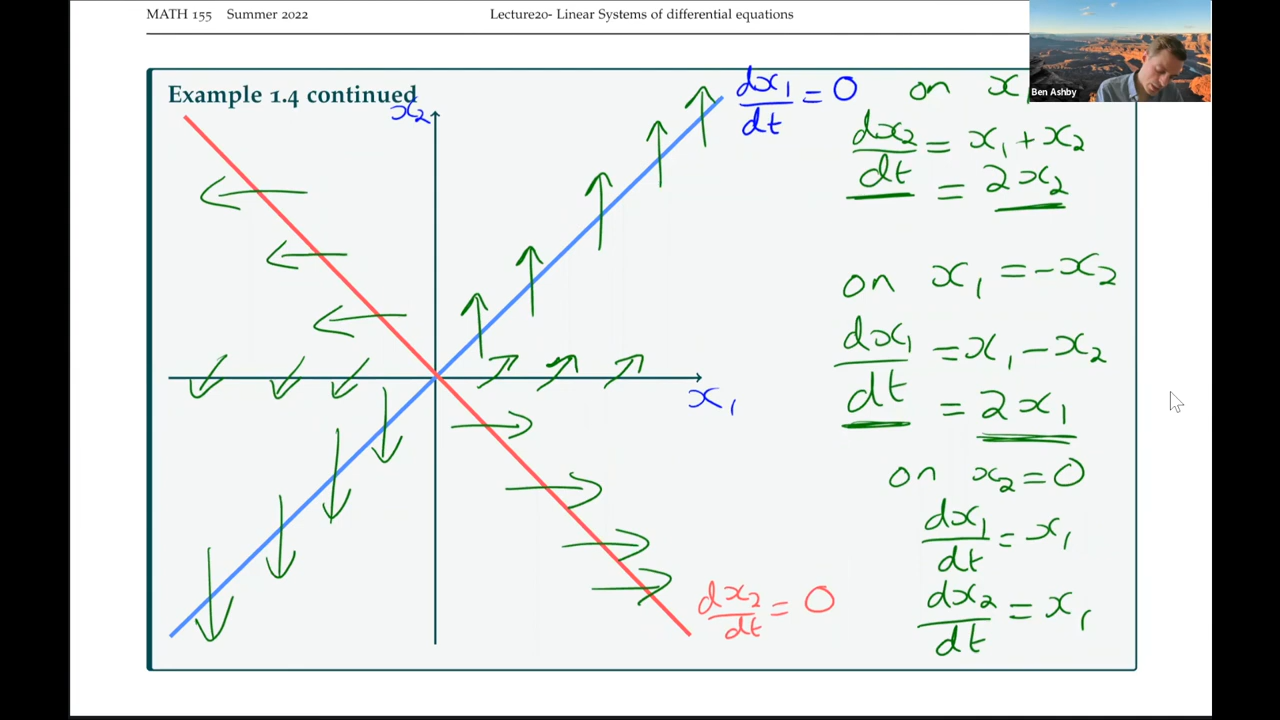 MATH 155 Summer 2022
Lecture20- Linear Systems of differential equations
Ben Ashby
Example 1.4 continued
x₂
dx₁/dt = 0
on x₁
dx₂/dt = x₁ + x₂
= 2x₂
on x₁ = -x₂
dx₁/dt = x₁ - x₂
= 2x₁
x₁
on x₂ = 0
dx₁/dt = x₁
dx₂/dt = 0
dx₂/dt = x₁